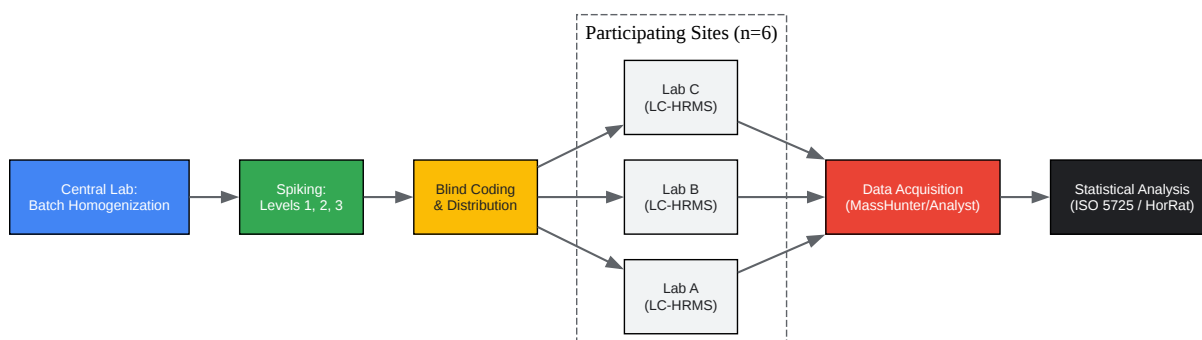 Participating Sites (n=6)
Central Lab:
Batch Homogenization
Spiking:
Levels 1, 2, 3
Blind Coding
& Distribution
Lab C
(LC-HRMS)
Lab B
(LC-HRMS)
Lab A
(LC-HRMS)
Data Acquisition
(MassHunter/Analyst)
Statistical Analysis
(ISO 5725 / HorRat)